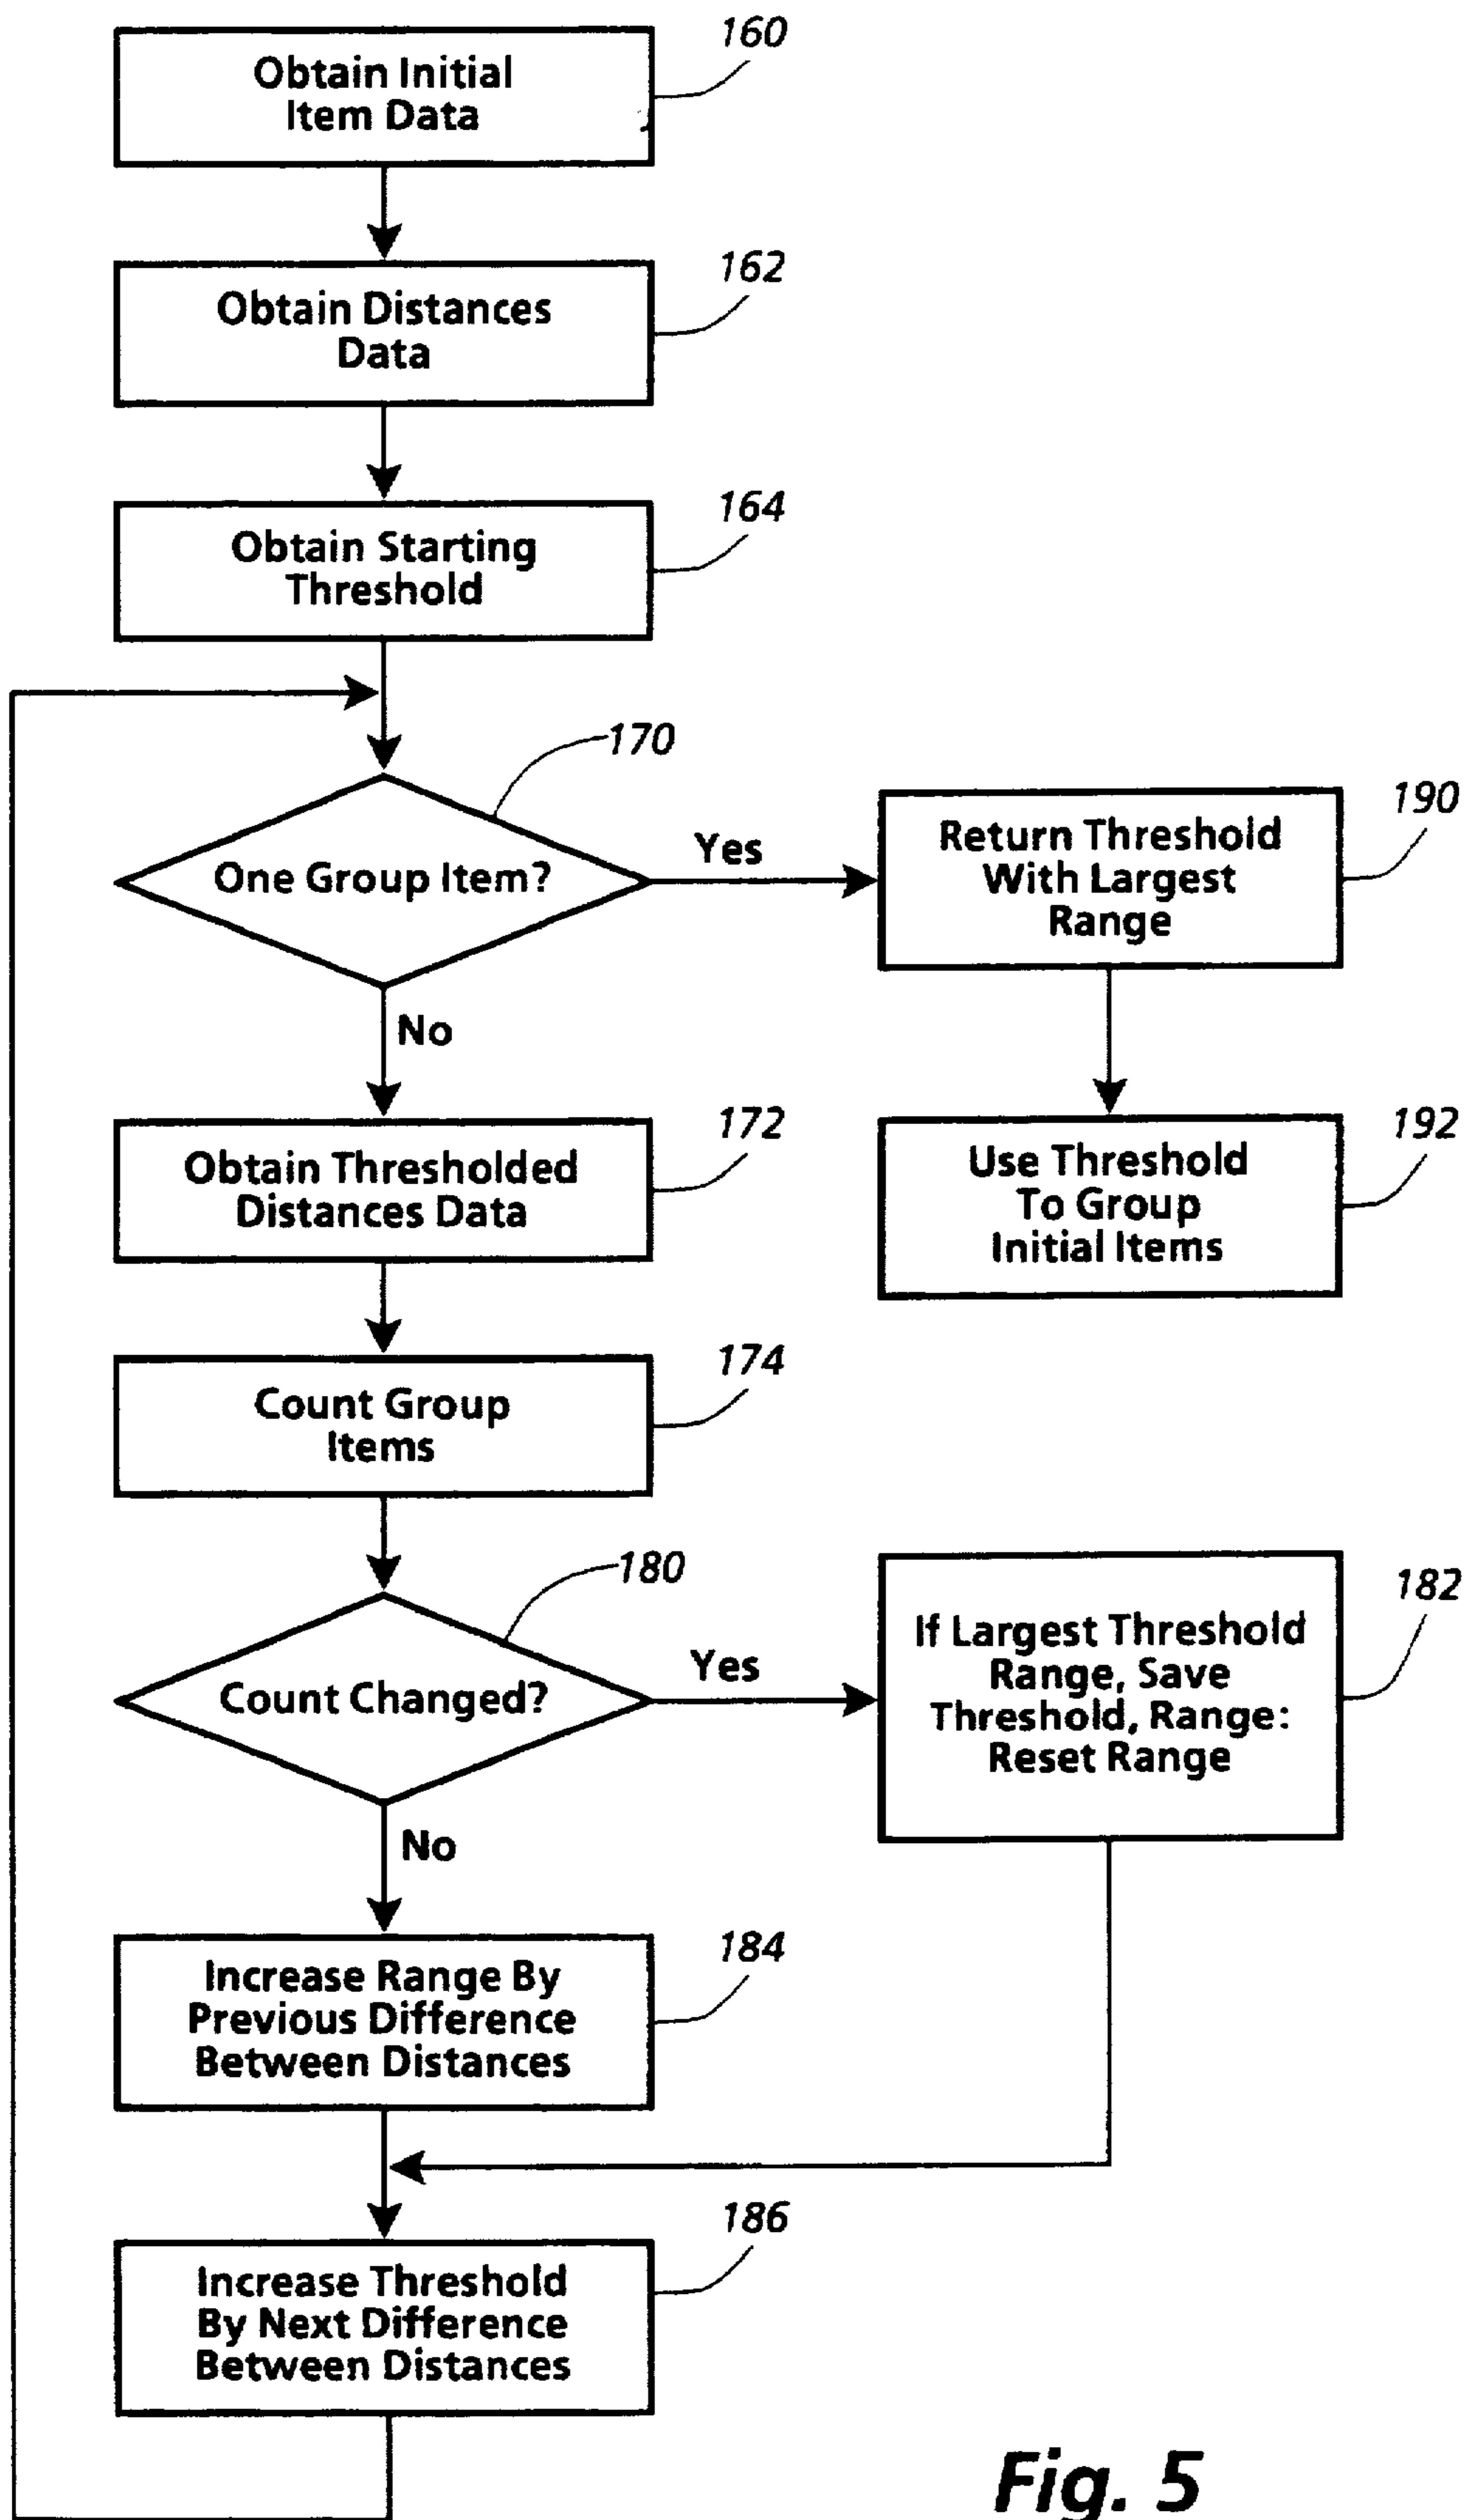 160
Obtain Initial
Item Data
162
Obtain Distances
Data
164
Obtain Starting
Threshold
170
One Group Item?
Yes
190
Return Threshold
With Largest
Range
No
172
Obtain Thresholded
Distances Data
192
Use Threshold
To Group
Initial Items
174
Count Group
Items
180
Count Changed?
Yes
182
If Largest Threshold
Range, Save
Threshold, Range:
Reset Range
No
184
Increase Range By
Previous Difference
Between Distances
186
Increase Threshold
By Next Difference
Between Distances
Fig. 5